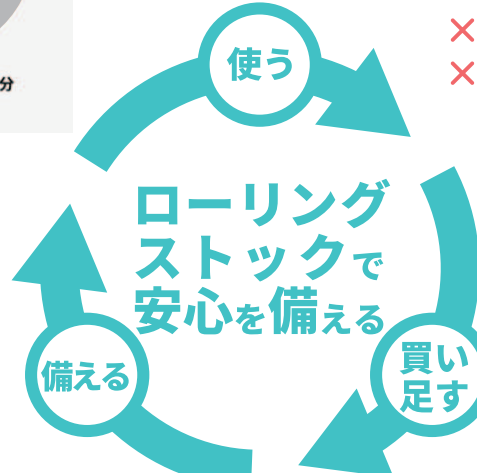 分
使う
ローリング
ストックで
安心を備える
備える
買い
足す